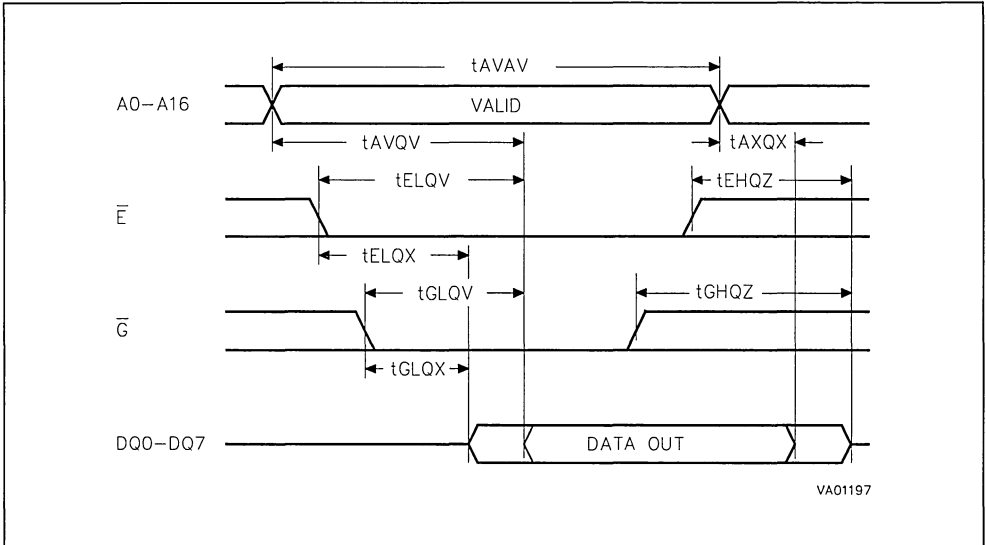 tAVAV
A0-A16
VALID
tAVQV
tAXQX
tELQV
tEHQZ
E̅
tELQX
tGLQV
tGHQZ
G̅
tGLQX
DQ0-DQ7
DATA OUT
VA01197